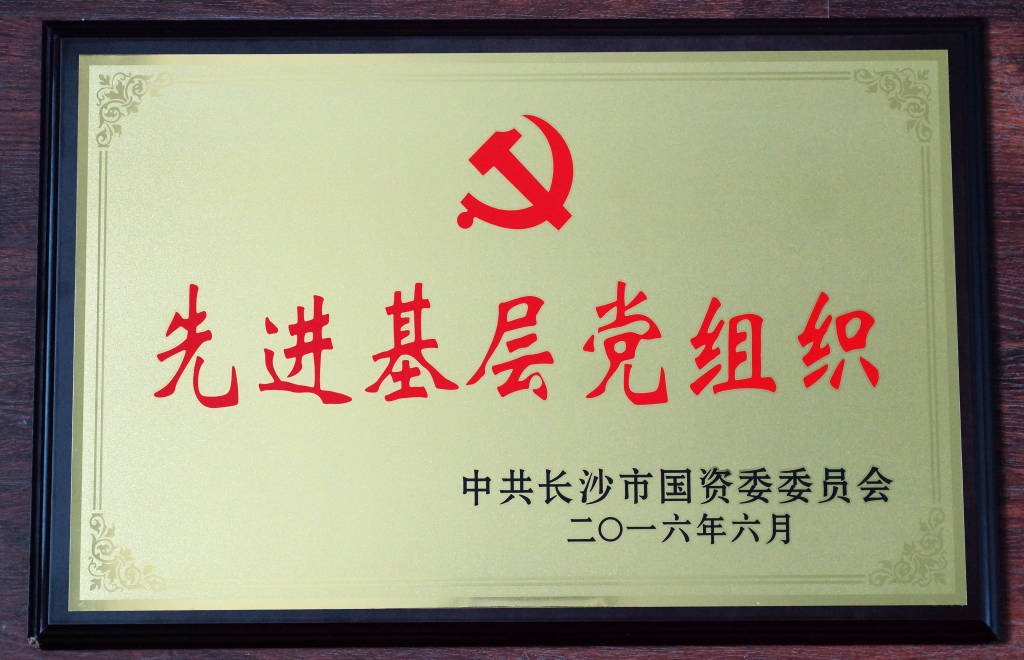 先进基层党组织
中共长沙市国资委委员会
二〇一六年六月